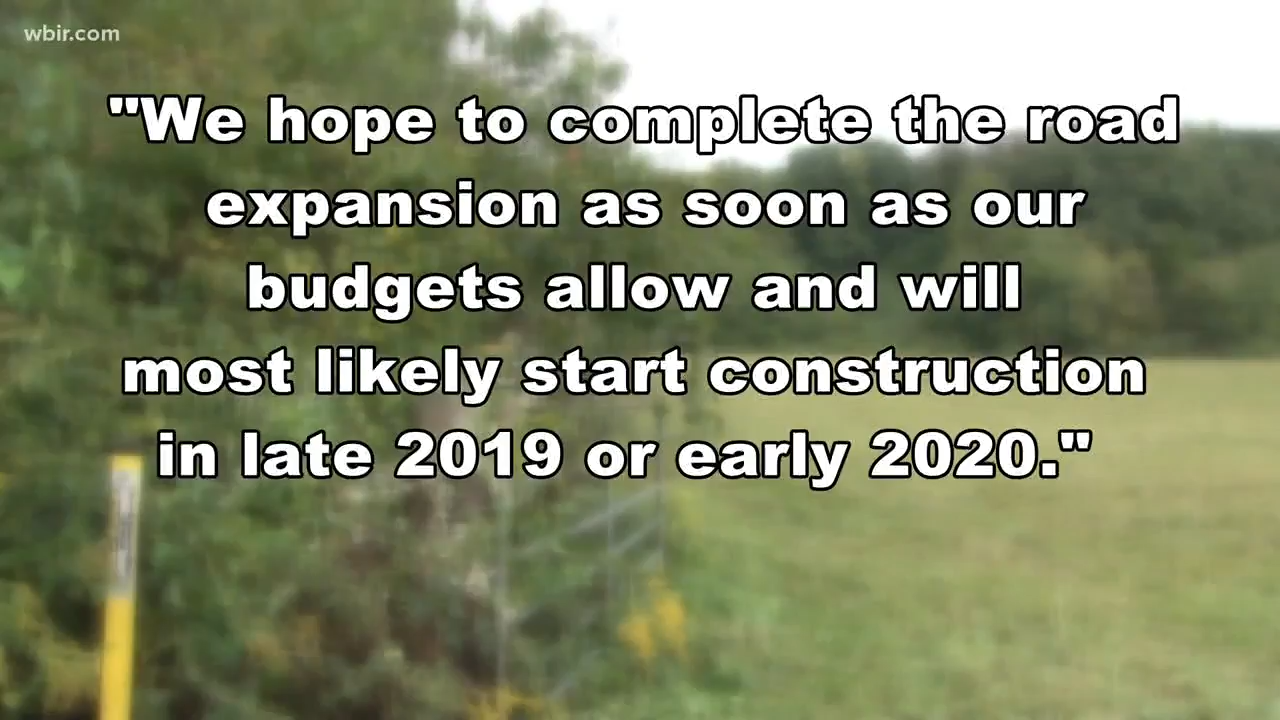 wbir.com
"We hope to complete the road
expansion as soon as our
budgets allow and will
most likely start construction
in late 2019 or early 2020."